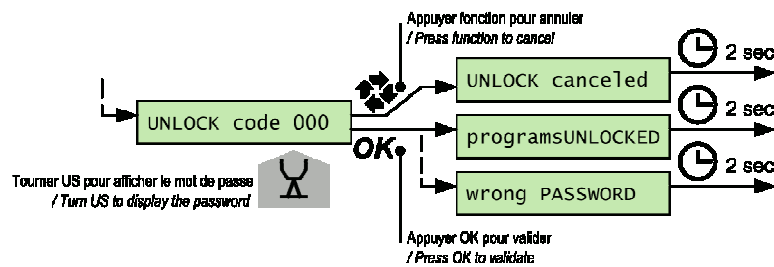 Appuyer fonction pour annuler
/ Press function to cancel
2 sec
UNLOCK canceled
UNLOCK code 000
2 sec
programsUNLOCKED
OK
2 sec
wrong PASSWORD
Tourner US pour afficher le mot de passe
/ Turn US to display the password
Appuyer OK pour valider
/ Press OK to validate